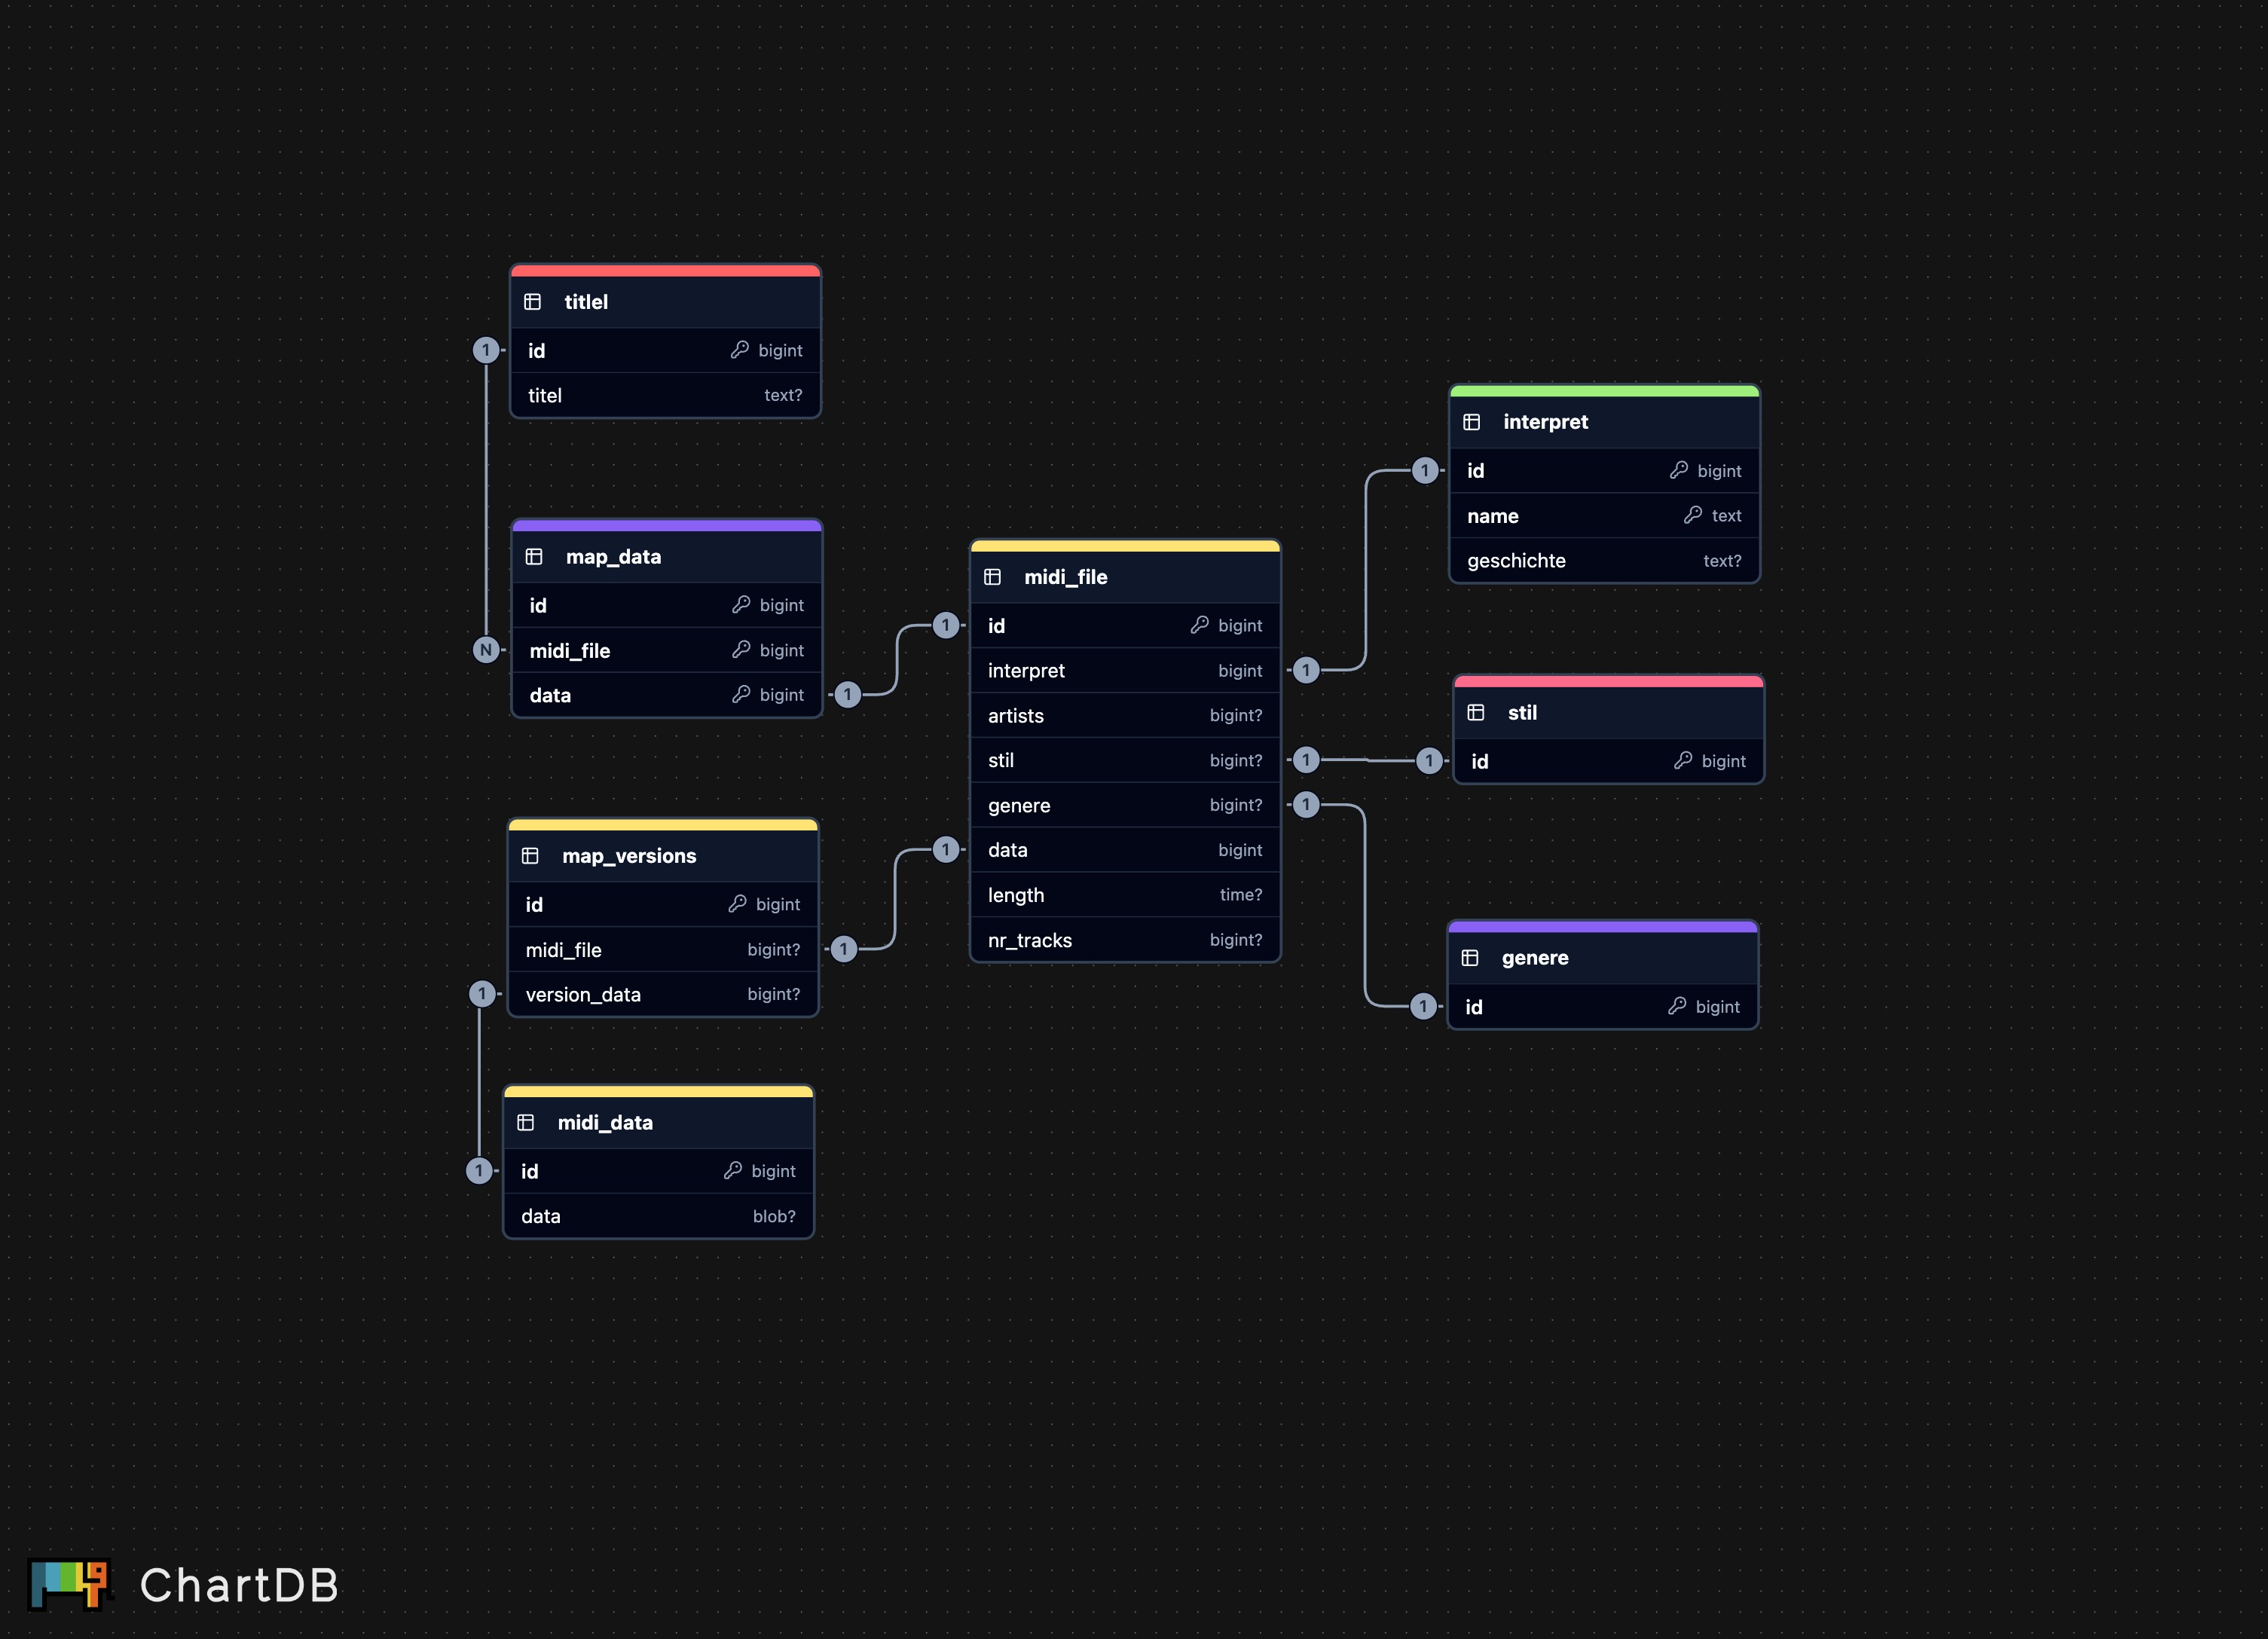 titlel
id bigint
titel text?
map_data
id bigint
midi_file bigint
data bigint
map_versions
id bigint
midi_file bigint?
version_data bigint?
midi_data
id bigint
data blob?
midi_file
id bigint
interpret bigint
artists bigint?
stil bigint?
genere bigint?
data bigint
length time?
nr_tracks bigint?
interpret
id bigint
name text
geschichte text?
stil
id bigint
genere
id bigint
1
N
1
1
1
1
1
1
1
1
1
1
1
1
ChartDB